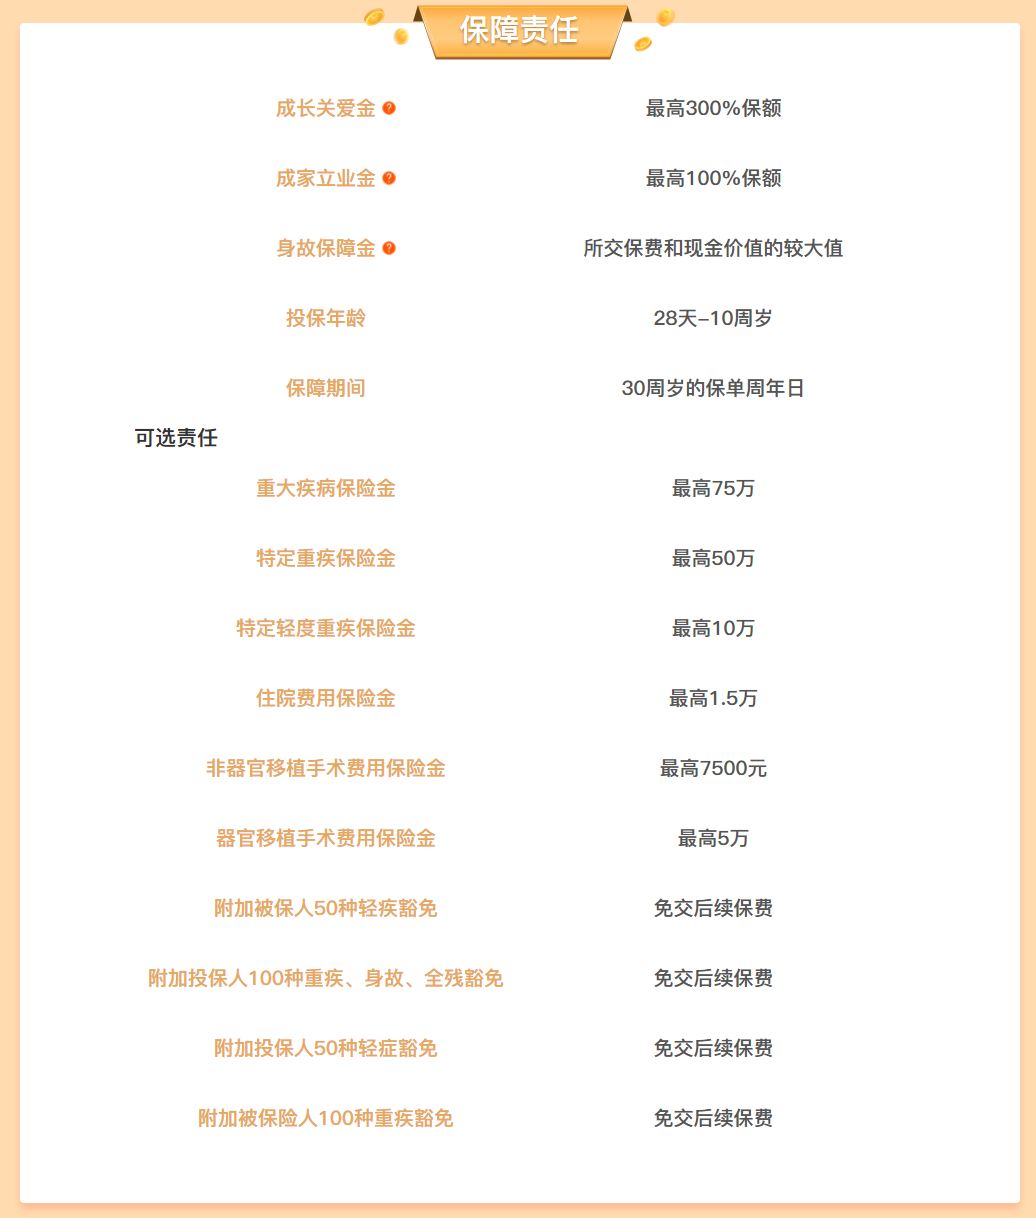 保障责任
成长关爱金 ? 最高300%保额
成家立业金 ? 最高100%保额
身故保障金 ? 所交保费和现金价值的较大值
投保年龄 28天-10周岁
保障期间 30周岁的保单周年日
可选责任
重大疾病保险金 最高75万
特定重疾保险金 最高50万
特定轻度重疾保险金 最高10万
住院费用保险金 最高1.5万
非器官移植手术费用保险金 最高7500元
器官移植手术费用保险金 最高5万
附加被保人50种轻疾豁免 免交后续保费
附加投保人100种重疾、身故、全残豁免 免交后续保费
附加投保人50种轻症豁免 免交后续保费
附加被保险人100种重疾豁免 免交后续保费